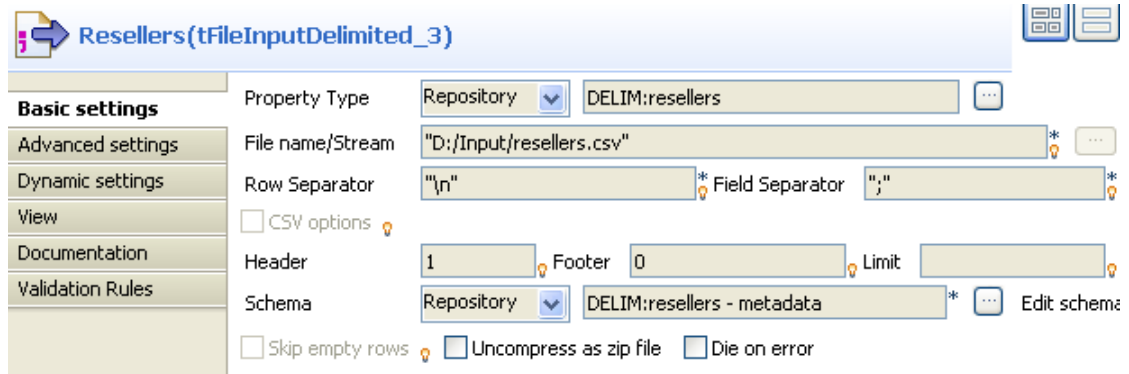 Resellers(tFileInputDelimited_3)
Basic settings
Advanced settings
Dynamic settings
View
Documentation
Validation Rules
Property Type Repository DELIM:resellers ...
File name/Stream "D:/Input/resellers.csv" * ...
Row Separator "\n" * Field Separator ";" *
CSV options
Header 1 Footer 0 Limit
Schema Repository DELIM:resellers - metadata * ... Edit schema
Skip empty rows Uncompress as zip file Die on error